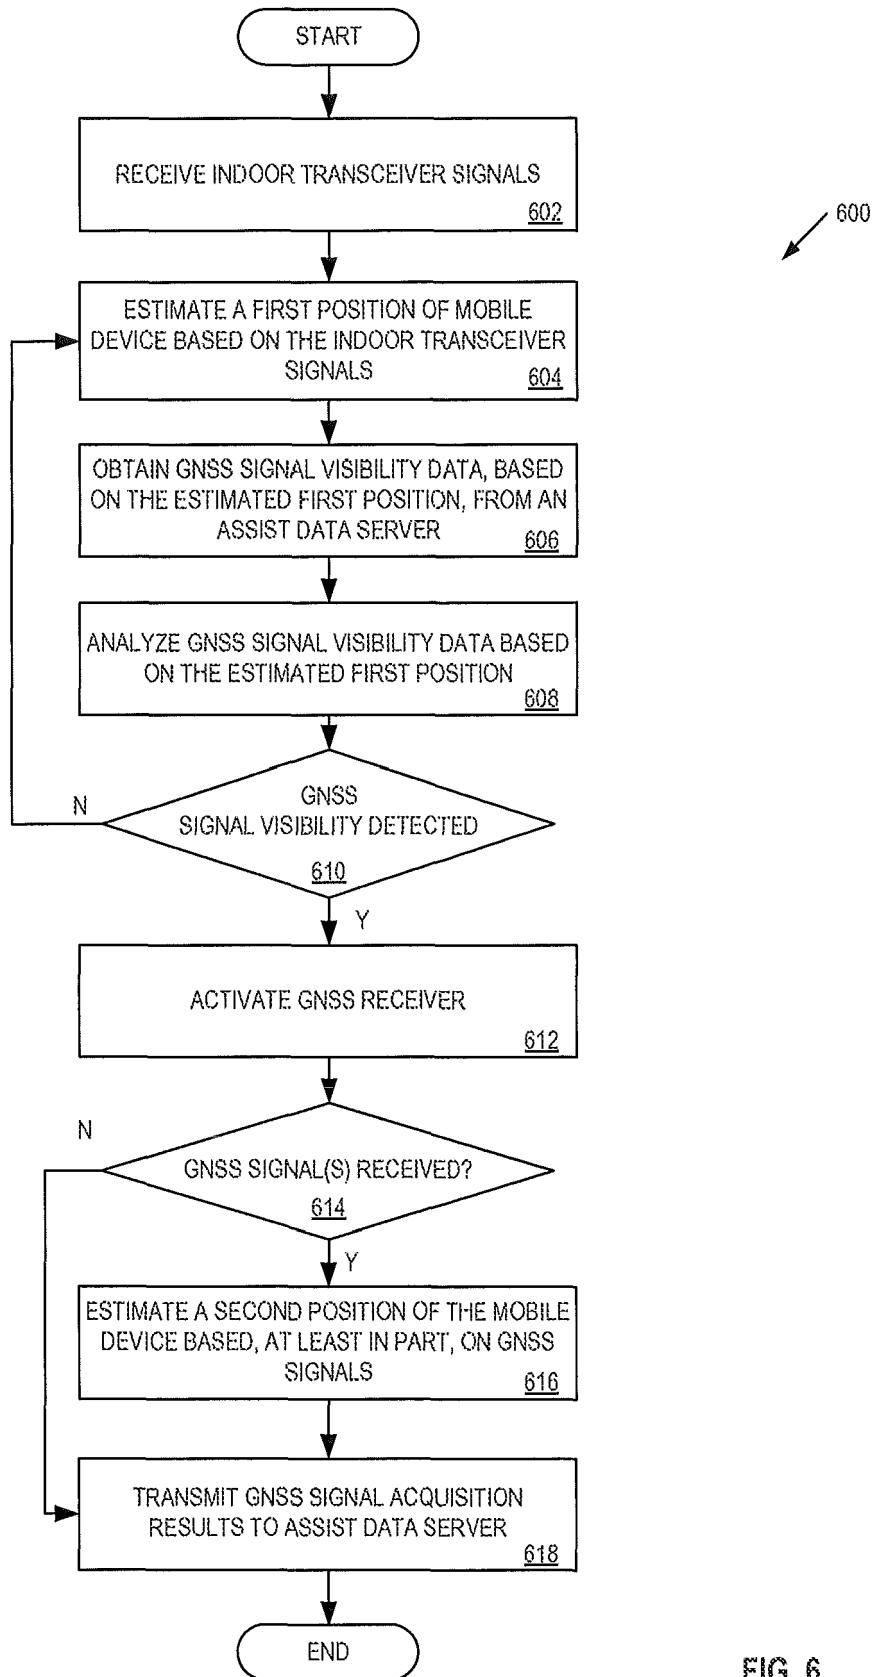 START
RECEIVE INDOOR TRANSCEIVER SIGNALS
602
600
ESTIMATE A FIRST POSITION OF MOBILE
DEVICE BASED ON THE INDOOR TRANSCEIVER
SIGNALS
604
OBTAIN GNSS SIGNAL VISIBILITY DATA, BASED
ON THE ESTIMATED FIRST POSITION, FROM AN
ASSIST DATA SERVER
606
ANALYZE GNSS SIGNAL VISIBILITY DATA BASED
ON THE ESTIMATED FIRST POSITION
608
N
GNSS
SIGNAL VISIBILITY DETECTED
610
Y
ACTIVATE GNSS RECEIVER
612
N
GNSS SIGNAL(S) RECEIVED?
614
Y
ESTIMATE A SECOND POSITION OF THE MOBILE
DEVICE BASED, AT LEAST IN PART, ON GNSS
SIGNALS
616
TRANSMIT GNSS SIGNAL ACQUISITION
RESULTS TO ASSIST DATA SERVER
618
END
FIG. 6